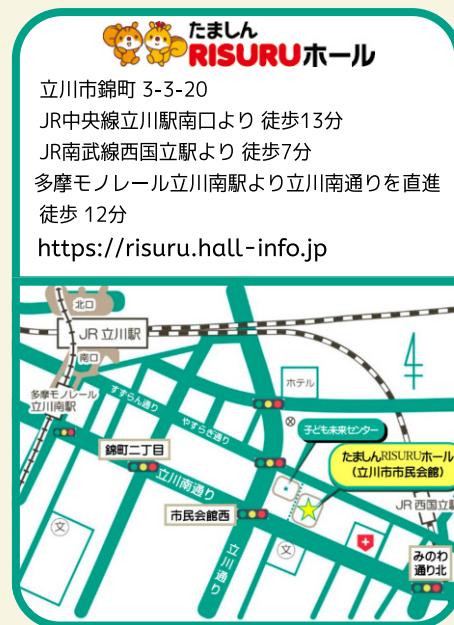 たましん
RISURUホール
立川市錦町 3-3-20
JR中央線立川駅南口より 徒歩13分
JR南武線西国立駅より 徒歩7分
多摩モノレール立川南駅より立川南通りを直進
徒歩 12分
https://risuru.hall-info.jp
北口
JR 立川駅
南口
多摩モノレール
立川南駅
すずらん通り
やすらぎ通り
ホテル
子ども未来センター
錦町二丁目
たましんRISURUホール
(立川市市民会館)
立川南通り
市民会館西
JR 西国立駅
文
文
立川通り
みのわ
通り北